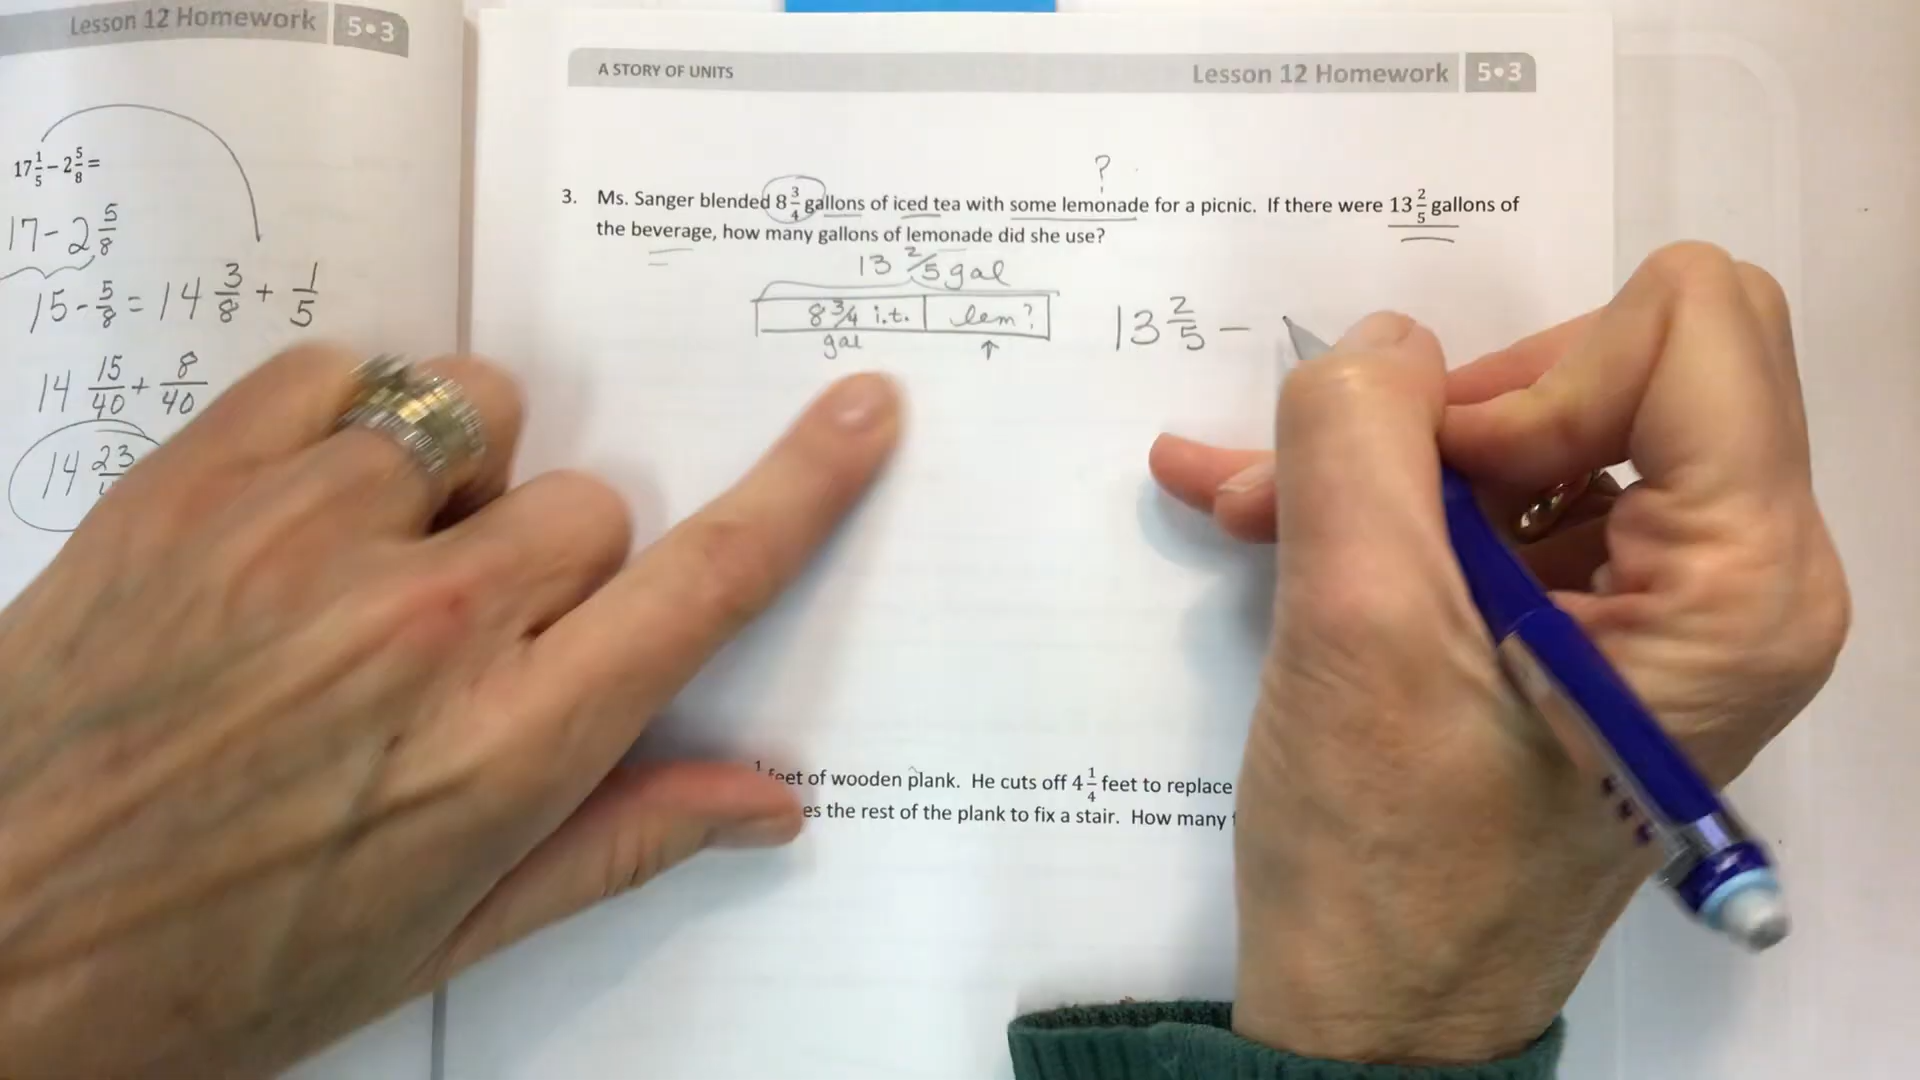 Lesson 12 Homework 5•3
17 1/5 – 2 5/8 =
17 - 2 5/8
15 - 5/8 = 14 3/8 + 1/5
14 15/40 + 8/40
14 23
A STORY OF UNITS Lesson 12 Homework 5•3
?
3. Ms. Sanger blended 8 3/4 gallons of iced tea with some lemonade for a picnic. If there were 13 2/5 gallons of
the beverage, how many gallons of lemonade did she use?
13 2/5 gal
8 3/4 i.t. lem? 13 2/5 -
gal ↑
feet of wooden plank. He cuts off 4 1/4 feet to replace
the rest of the plank to fix a stair. How many